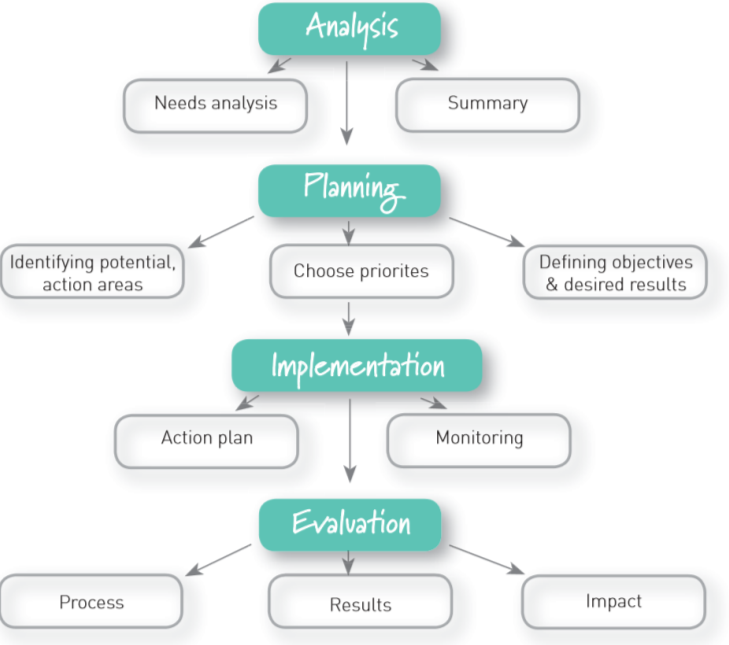 Analysis
Needs analysis
Summary
Planning
Identifying potential,
action areas
Choose priorites
Defining objectives
& desired results
Implementation
Action plan
Monitoring
Evaluation
Process
Results
Impact